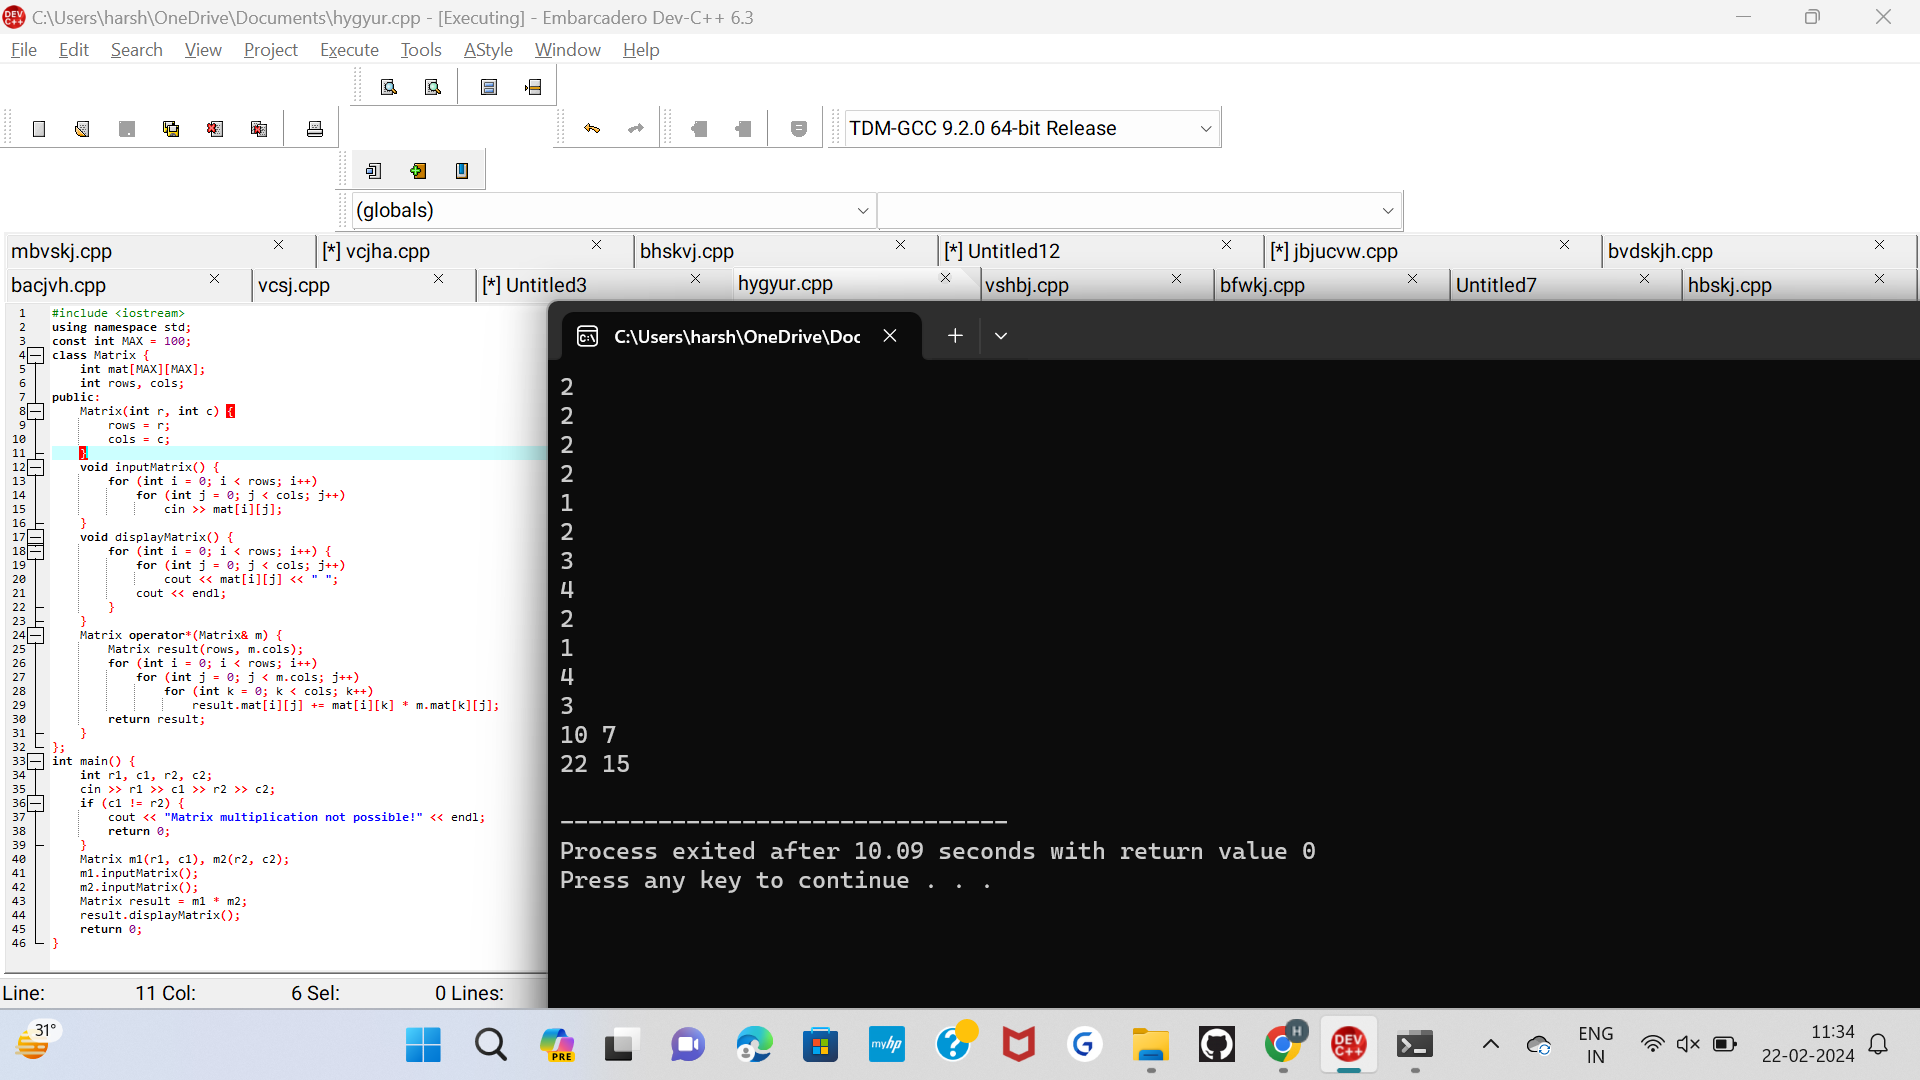 C:\Users\harsh\OneDrive\Documents\hygyur.cpp - [Executing] - Embarcadero Dev-C++ 6.3
File Edit Search View Project Execute Tools AStyle Window Help
TDM-GCC 9.2.0 64-bit Release
(globals)
mbvskj.cpp [*] vcjha.cpp bhskvj.cpp [*] Untitled12 [*] jbjucvw.cpp bvdskjh.cpp
bacjvh.cpp vcsj.cpp [*] Untitled3 hygyur.cpp vshbj.cpp bfwkj.cpp Untitled7 hbskj.cpp
1 #include <iostream>
2 using namespace std;
3 const int MAX = 100;
4 class Matrix {
5 int mat[MAX][MAX];
6 int rows, cols;
7 public:
8 Matrix(int r, int c) {
9 rows = r;
10 cols = c;
11 }
12 void inputMatrix() {
13 for (int i = 0; i < rows; i++)
14 for (int j = 0; j < cols; j++)
15 cin >> mat[i][j];
16 }
17 void displayMatrix() {
18 for (int i = 0; i < rows; i++) {
19 for (int j = 0; j < cols; j++)
20 cout << mat[i][j] << " ";
21 cout << endl;
22 }
23 }
24 Matrix operator*(Matrix& m) {
25 Matrix result(rows, m.cols);
26 for (int i = 0; i < rows; i++)
27 for (int j = 0; j < m.cols; j++)
28 for (int k = 0; k < cols; k++)
29 result.mat[i][j] += mat[i][k] * m.mat[k][j];
30 return result;
31 }
32 };
33 int main() {
34 int r1, c1, r2, c2;
35 cin >> r1 >> c1 >> r2 >> c2;
36 if (c1 != r2) {
37 cout << "Matrix multiplication not possible!" << endl;
38 return 0;
39 }
40 Matrix m1(r1, c1), m2(r2, c2);
41 m1.inputMatrix();
42 m2.inputMatrix();
43 Matrix result = m1 * m2;
44 result.displayMatrix();
45 return 0;
46 }
C:\Users\harsh\OneDrive\Doc
2
2
2
2
1
2
3
4
2
1
4
3
10 7
22 15
--------------------------------
Process exited after 10.09 seconds with return value 0
Press any key to continue . . .
Line: 11 Col: 6 Sel: 0 Lines:
31°
PRE
myhp
H
DEV C++
ENG
IN
11:34
22-02-2024